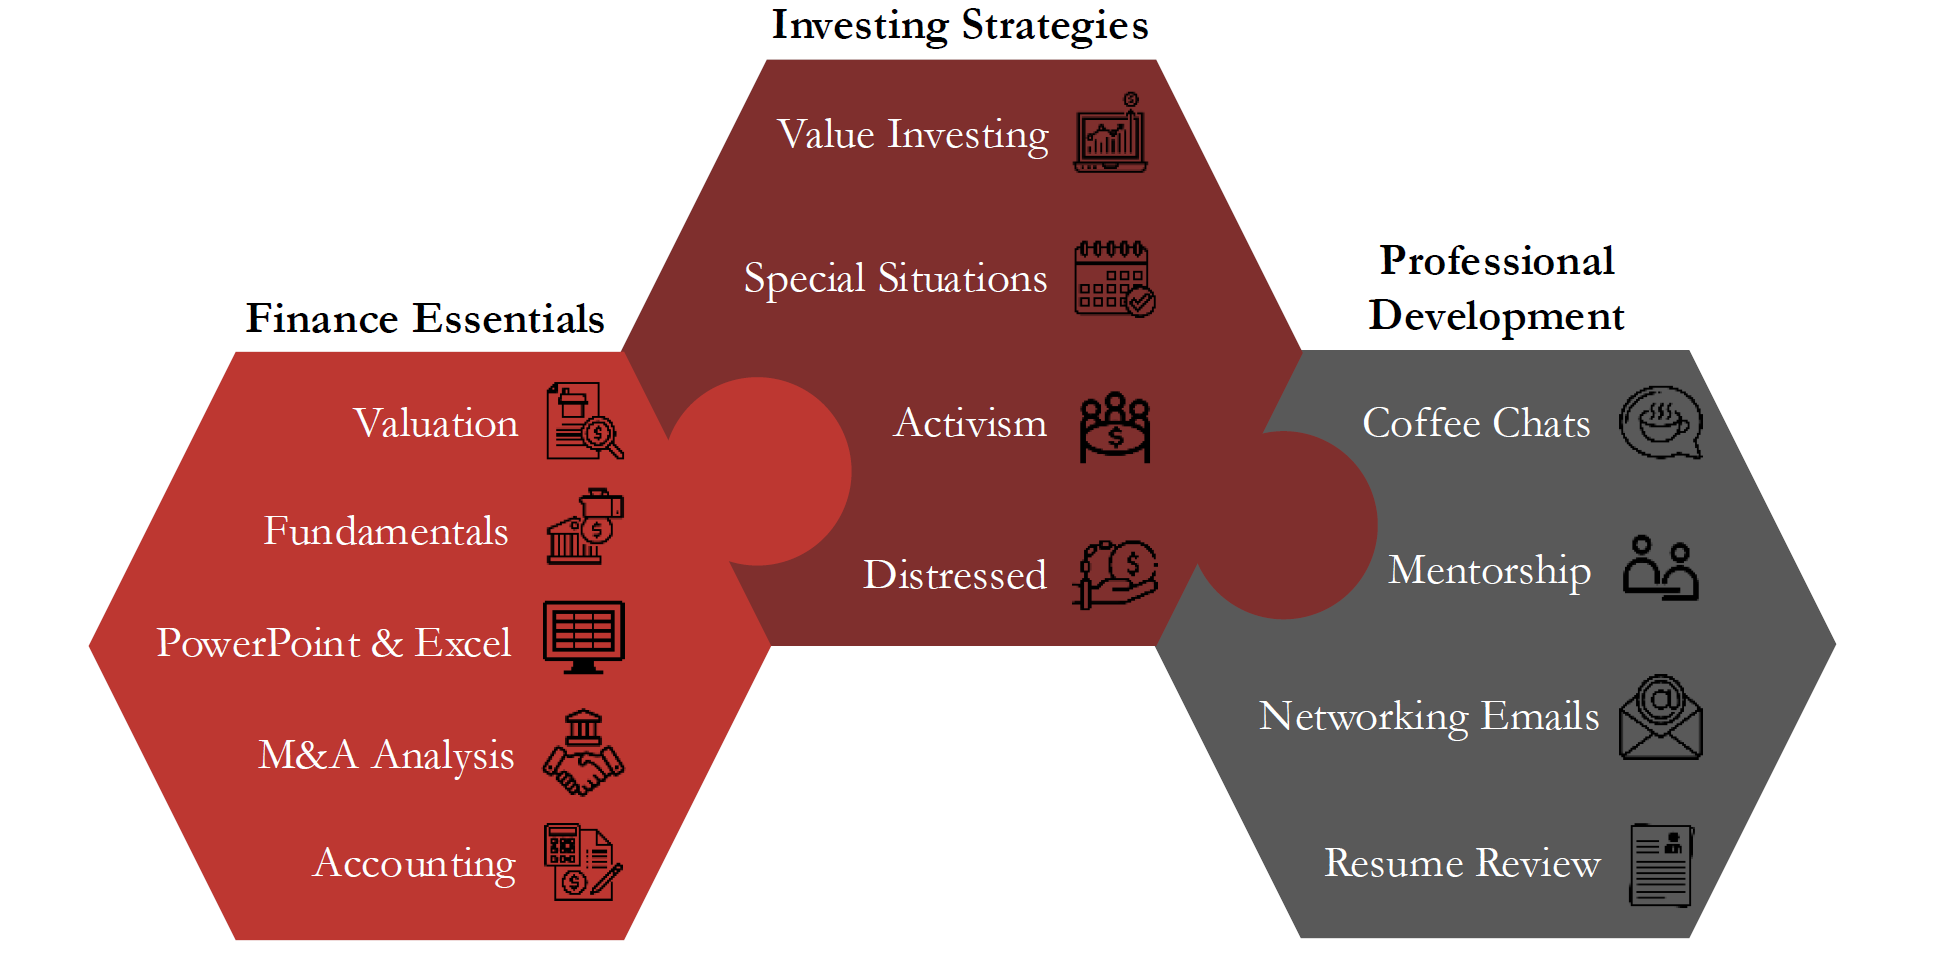 Investing Strategies
Value Investing
Special Situations
Activism
Distressed
Finance Essentials
Valuation
Fundamentals
PowerPoint & Excel
M&A Analysis
Accounting
Professional
Development
Coffee Chats
Mentorship
Networking Emails
Resume Review